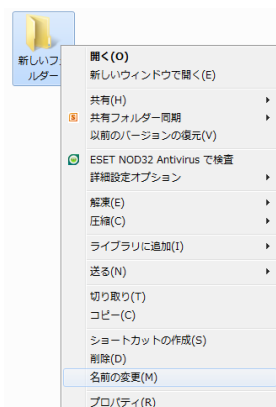 新しいフォ
ルダー
開く(O)
新しいウィンドウで開く(E)
共有(H)
共有フォルダー同期
以前のバージョンの復元(V)
ESET NOD32 Antivirus で検査
詳細設定オプション
解凍(E)
圧縮(C)
ライブラリに追加(I)
送る(N)
切り取り(T)
コピー(C)
ショートカットの作成(S)
削除(D)
名前の変更(M)
プロパティ(R)